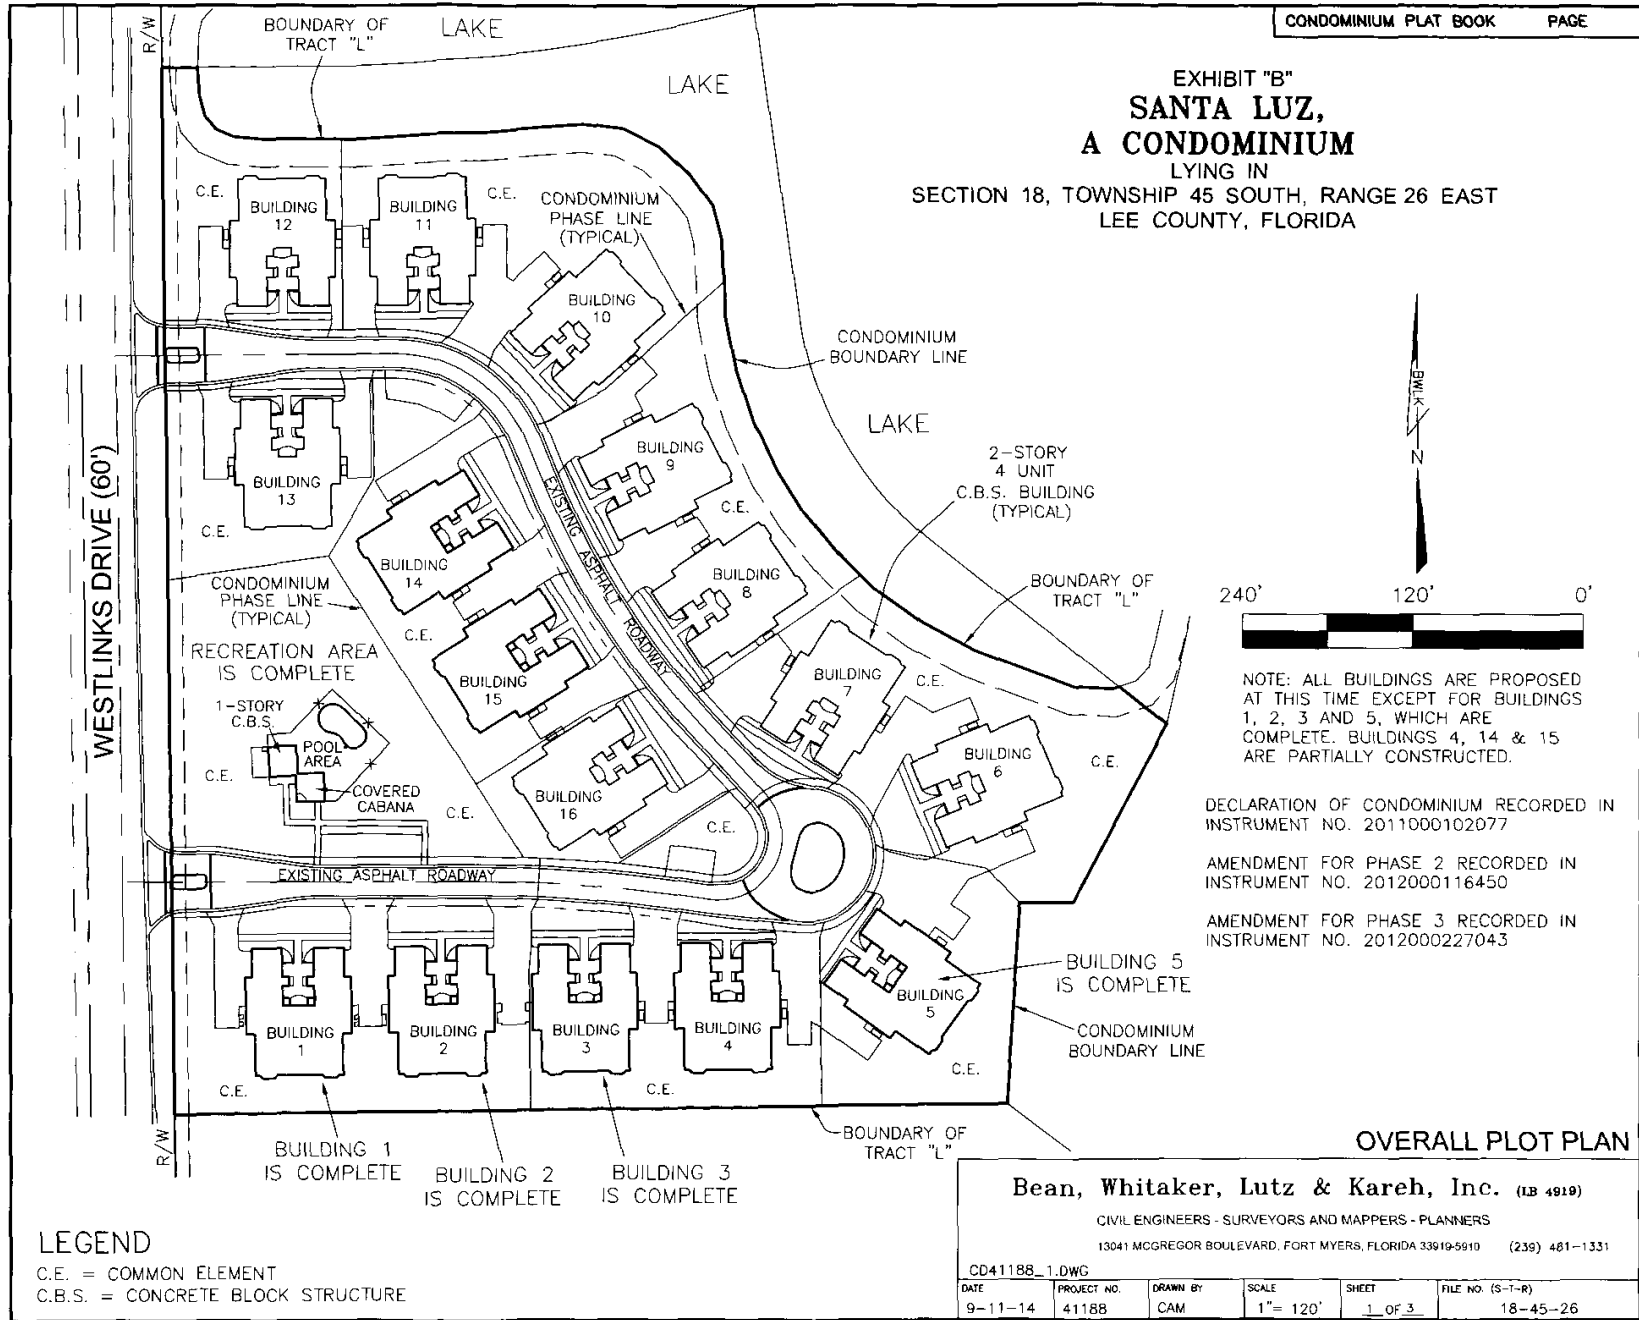 CONDOMINIUM PLAT BOOK PAGE
EXHIBIT "B"
SANTA LUZ,
A CONDOMINIUM
LYING IN
SECTION 18, TOWNSHIP 45 SOUTH, RANGE 26 EAST
LEE COUNTY, FLORIDA
R/W
BOUNDARY OF
TRACT "L"
LAKE
LAKE
C.E.
BUILDING
12
BUILDING
11
C.E.
CONDOMINIUM
PHASE LINE
(TYPICAL)
BUILDING
10
CONDOMINIUM
BOUNDARY LINE
LAKE
BUILDING
9
C.E.
2-STORY
4 UNIT
C.B.S. BUILDING
(TYPICAL)
BUILDING
13
C.E.
WESTLINKS DRIVE (60')
EXISTING ASPHALT ROADWAY
BUILDING
14
C.E.
BUILDING
8
BOUNDARY OF
TRACT "L"
CONDOMINIUM
PHASE LINE
(TYPICAL)
RECREATION AREA
IS COMPLETE
1-STORY
C.B.S.
POOL
AREA
COVERED
CABANA
C.E.
C.E.
BUILDING
15
BUILDING
7
C.E.
BUILDING
6
C.E.
BUILDING
16
C.E.
EXISTING ASPHALT ROADWAY
BUILDING
1
BUILDING
2
BUILDING
3
BUILDING
4
BUILDING
5
BUILDING 5
IS COMPLETE
CONDOMINIUM
BOUNDARY LINE
C.E.
C.E.
C.E.
R/W
BUILDING 1
IS COMPLETE
BUILDING 2
IS COMPLETE
BUILDING 3
IS COMPLETE
BOUNDARY OF
TRACT "L"
BWLK
N
240' 120' 0'
NOTE: ALL BUILDINGS ARE PROPOSED
AT THIS TIME EXCEPT FOR BUILDINGS
1, 2, 3 AND 5, WHICH ARE
COMPLETE. BUILDINGS 4, 14 & 15
ARE PARTIALLY CONSTRUCTED.
DECLARATION OF CONDOMINIUM RECORDED IN
INSTRUMENT NO. 2011000102077
AMENDMENT FOR PHASE 2 RECORDED IN
INSTRUMENT NO. 2012000116450
AMENDMENT FOR PHASE 3 RECORDED IN
INSTRUMENT NO. 2012000227043
OVERALL PLOT PLAN
Bean, Whitaker, Lutz & Kareh, Inc. (LB 4919)
CIVIL ENGINEERS - SURVEYORS AND MAPPERS - PLANNERS
13041 MCGREGOR BOULEVARD, FORT MYERS, FLORIDA 33919-5910 (239) 481-1331
CD41188_1.DWG
DATE PROJECT NO. DRAWN BY SCALE SHEET FILE NO. (S-T-R)
9-11-14 41188 CAM 1"= 120' 1 OF 3 18-45-26
LEGEND
C.E. = COMMON ELEMENT
C.B.S. = CONCRETE BLOCK STRUCTURE